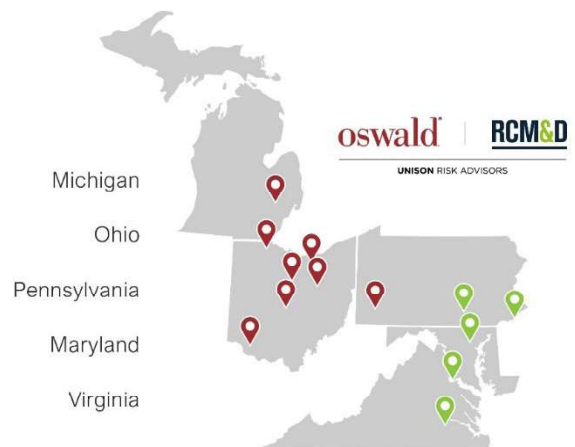 oswald | RCM&D
UNISON RISK ADVISORS
Michigan
Ohio
Pennsylvania
Maryland
Virginia